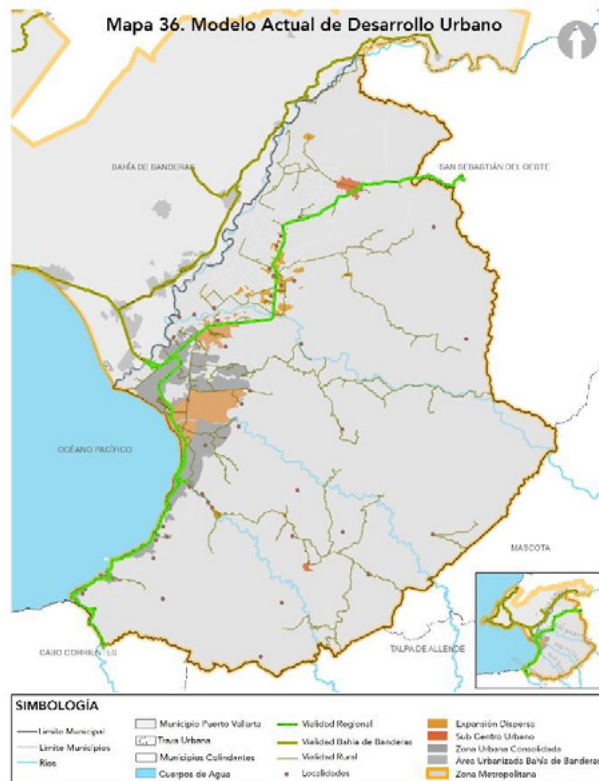 Mapa 36. Modelo Actual de Desarrollo Urbano
BAHÍA DE BANDERAS
SAN SEBASTIÁN DEL OESTE
OCÉANO PACÍFICO
MASCOTA
CABO CORRIENTES
TALPA DE ALLENDE
SIMBOLOGÍA
Límite Municipal
Límite Municipios
Ríos
Municipio Puerto Vallarta
Traza Urbana
Municipios Colindantes
Cuerpos de Agua
Vialidad Regional
Vialidad Bahía de Banderas
Vialidad Rural
Localidades
Expansión Dispersa
Sub Centro Urbano
Zona Urbana Consolidada
Area Urbanizada Bahía de Banderas
Zona Metropolitana